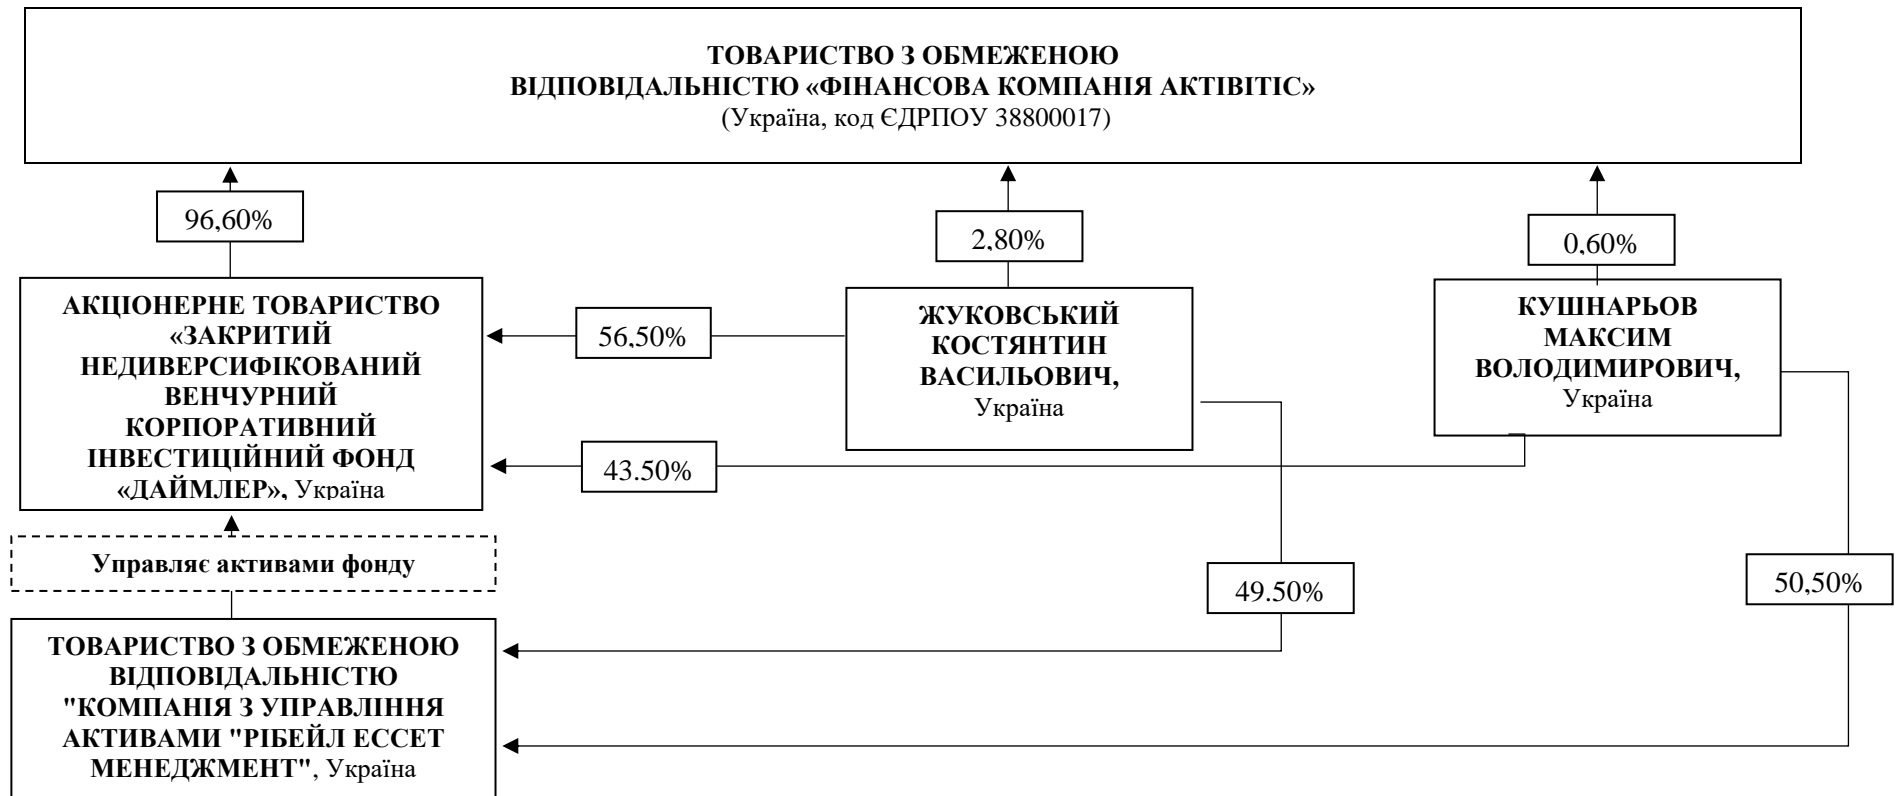 ТОВАРИСТВО З ОБМЕЖЕНОЮ
ВІДПОВІДАЛЬНІСТЮ «ФІНАНСОВА КОМПАНІЯ АКТІВІТІС»
(Україна, код ЄДРПОУ 38800017)
96,60%
2,80%
0,60%
АКЦІОНЕРНЕ ТОВАРИСТВО
«ЗАКРИТИЙ
НЕДИВЕРСИФІКОВАНИЙ
ВЕНЧУРНИЙ
КОРПОРАТИВНИЙ
ІНВЕСТИЦІЙНИЙ ФОНД
«ДАЙМЛЕР», Україна
56,50%
43.50%
ЖУКОВСЬКИЙ
КОСТЯНТИН
ВАСИЛЬОВИЧ,
Україна
КУШНАРЬОВ
МАКСИМ
ВОЛОДИМИРОВИЧ,
Україна
Управляє активами фонду
49.50%
50,50%
ТОВАРИСТВО З ОБМЕЖЕНОЮ
ВІДПОВІДАЛЬНІСТЮ
"КОМПАНІЯ З УПРАВЛІННЯ
АКТИВАМИ "РІБЕЙЛ ЕССЕТ
МЕНЕДЖМЕНТ", Україна